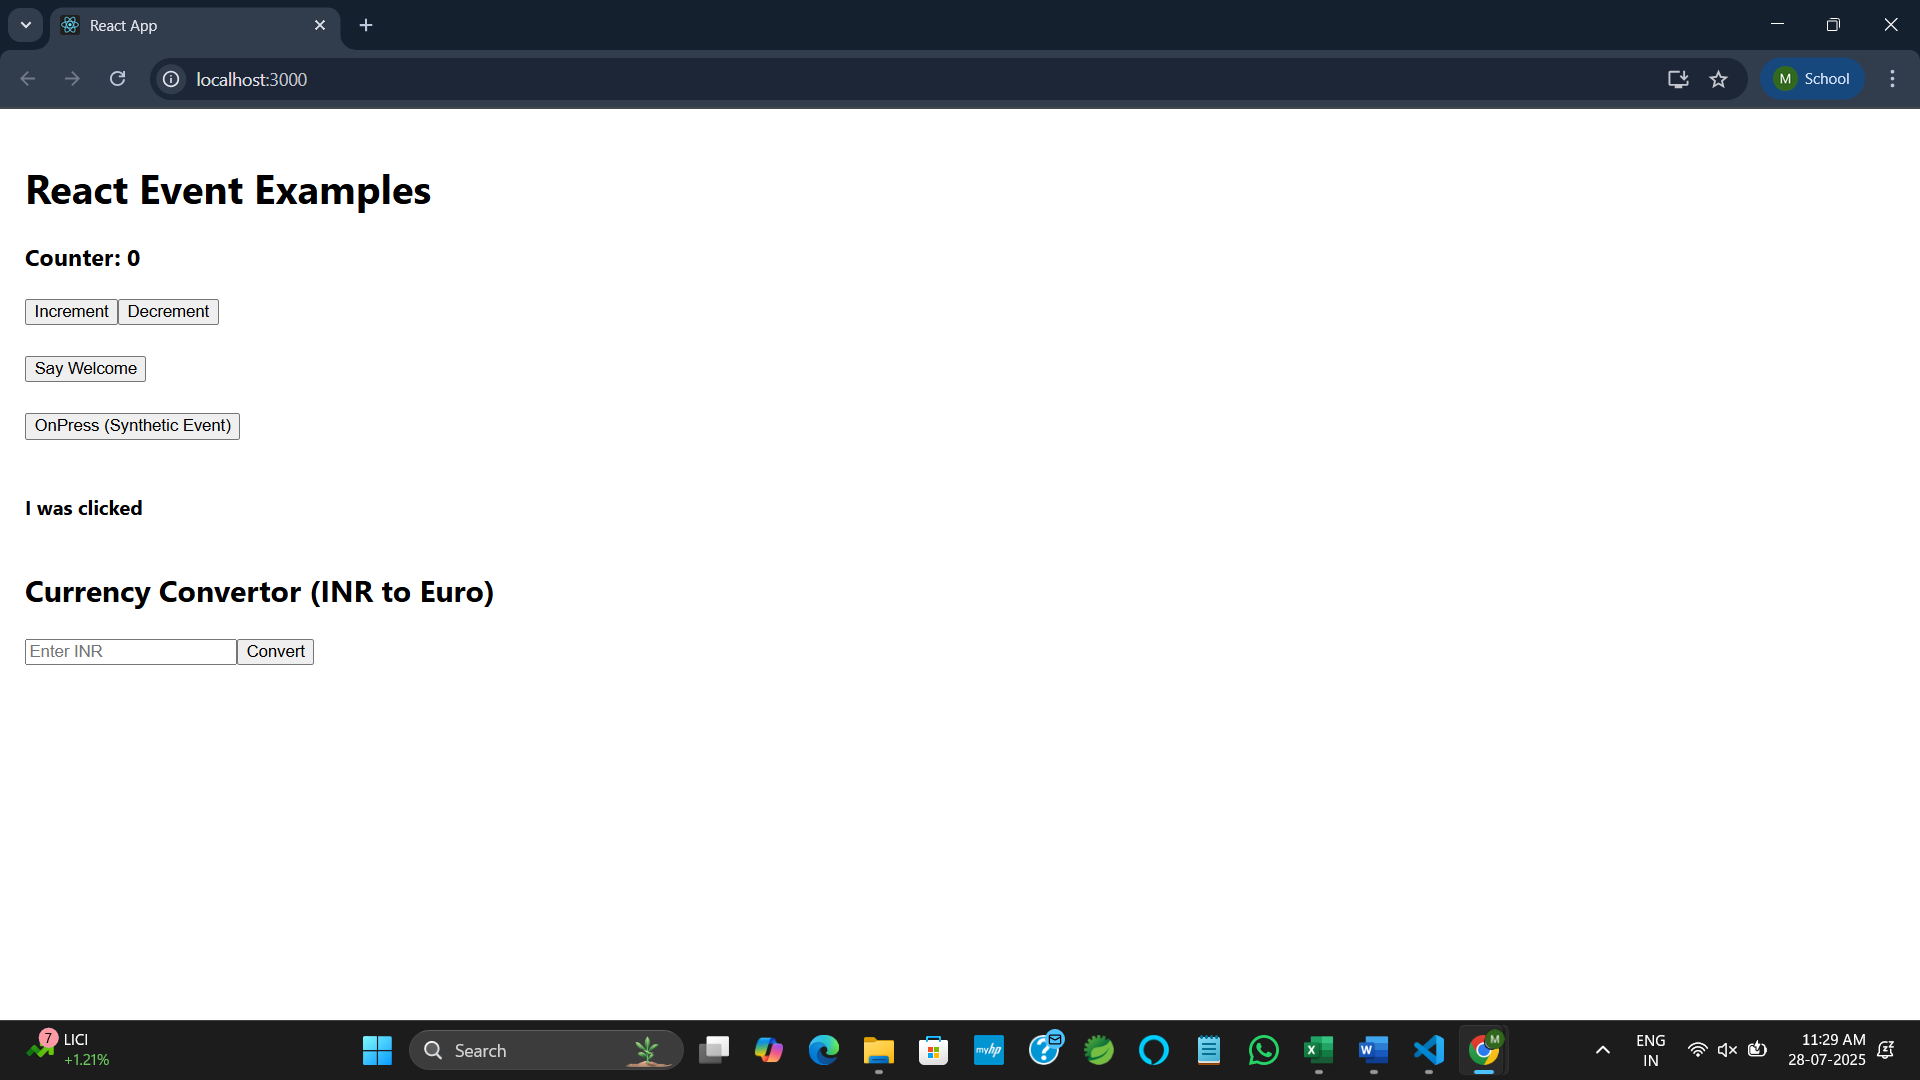 React App
localhost:3000
M School
React Event Examples
Counter: 0
Increment Decrement
Say Welcome
OnPress (Synthetic Event)
I was clicked
Currency Convertor (INR to Euro)
Enter INR Convert
7 LICI
+1.21%
Search
myhp
M
ENG
IN
11:29 AM
28-07-2025